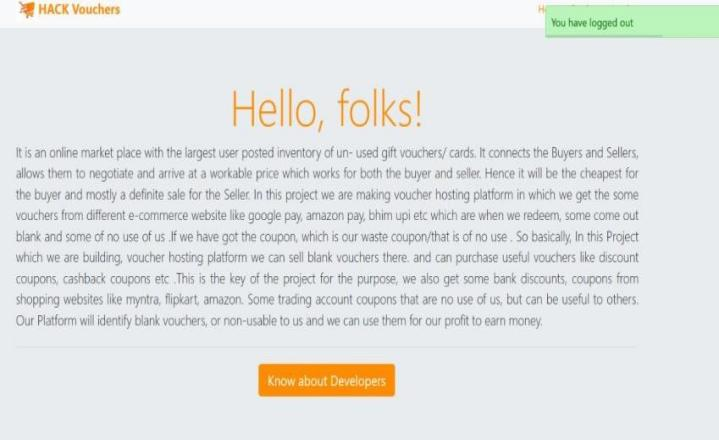 HACK Vouchers
You have logged out
Hello, folks!
It is an online market place with the largest user posted inventory of un- used gift vouchers/ cards. It connects the Buyers and Sellers,
allows them to negotiate and arrive at a workable price which works for both the buyer and seller. Hence it will be the cheapest for
the buyer and mostly a definite sale for the Seller. In this project we are making voucher hosting platform in which we get the some
vouchers from different e-commerce website like google pay, amazon pay, bhim upi etc which are when we redeem, some come out
blank and some of no use of us .If we have got the coupon, which is our waste coupon/that is of no use . So basically, In this Project
which we are building, voucher hosting platform we can sell blank vouchers there. and can purchase useful vouchers like discount
coupons, cashback coupons etc .This is the key of the project for the purpose, we also get some bank discounts, coupons from
shopping websites like myntra, flipkart, amazon. Some trading account coupons that are no use of us, but can be useful to others.
Our Platform will identify blank vouchers, or non-usable to us and we can use them for our profit to earn money.
Know about Developers